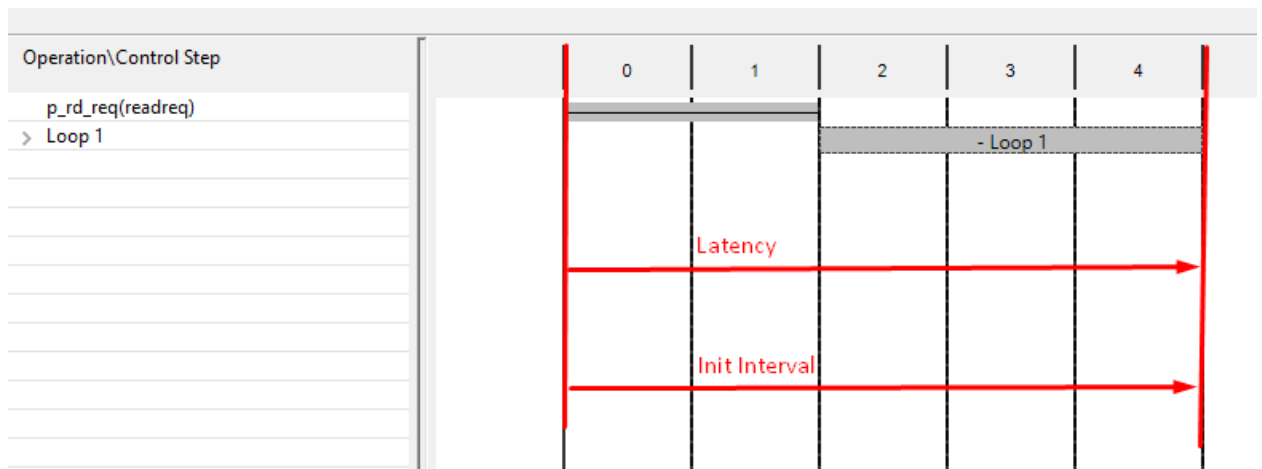 Operation\Control Step
0 1 2 3 4
p_rd_req(readreq)
> Loop 1
- Loop 1
Latency
Init Interval